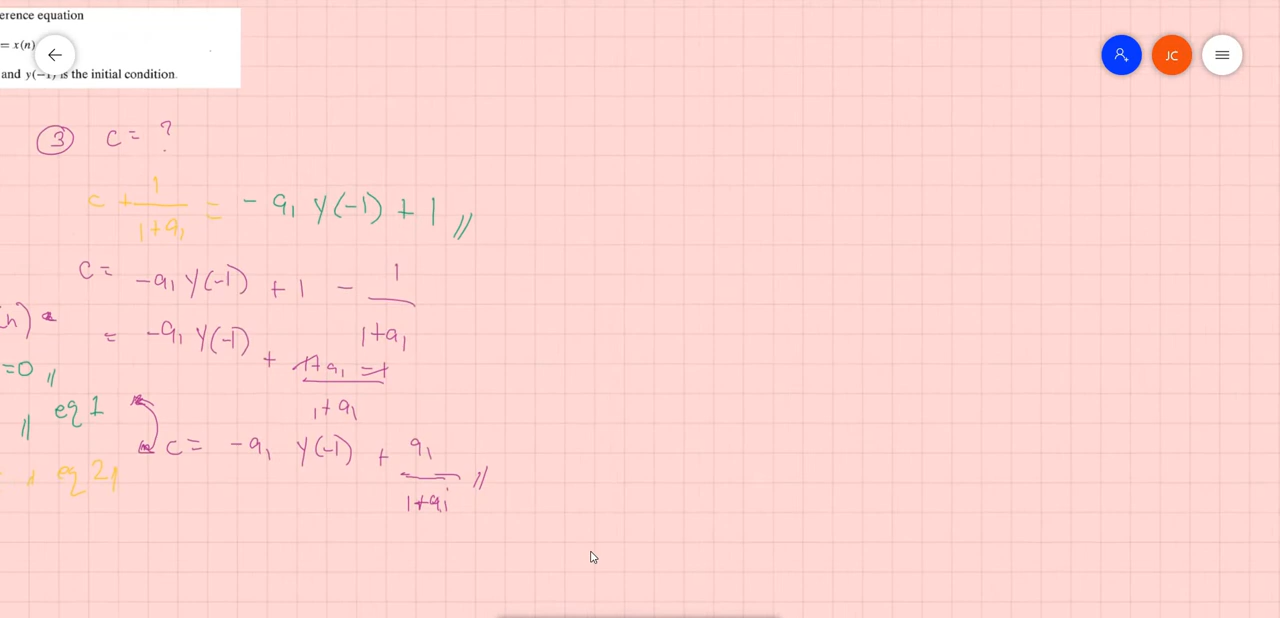 erence equation
= x(n)
and y(−1) is the initial condition.
JC
3 C = ?
c + 1/(1+a₁) = - a₁ y(-1) + 1 //
C = -a₁ y(-1) + 1 - 1/(1+a₁)
(n)
= -a₁ y(-1) + (1+a₁ - 1)/(1+a₁)
=0 //
// eq 1
C = -a₁ y(-1) + a₁/(1+a₁) //
eq 2